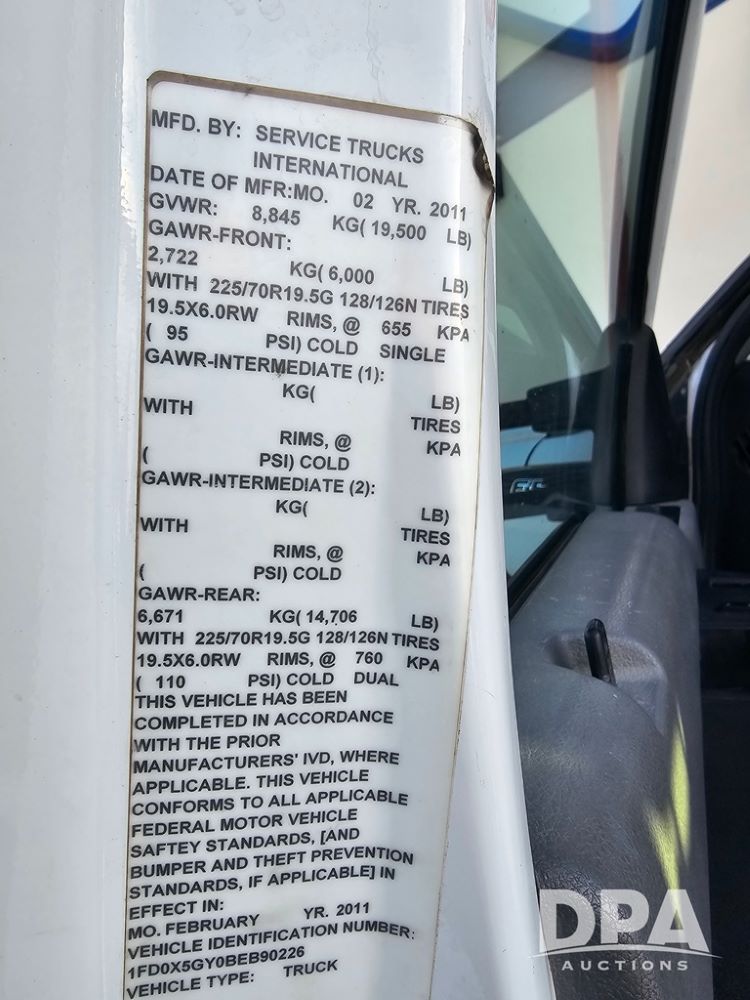 MFD. BY: SERVICE TRUCKS
INTERNATIONAL
DATE OF MFR:MO. 02 YR. 2011
GVWR: 8,845 KG( 19,500 LB)
GAWR-FRONT:
2,722 KG( 6,000 LB)
WITH 225/70R19.5G 128/126N TIRES
19.5X6.0RW RIMS, @ 655 KPA
( 95 PSI) COLD SINGLE
GAWR-INTERMEDIATE (1):
KG( LB)
WITH TIRES
RIMS, @ KPA
( PSI) COLD
GAWR-INTERMEDIATE (2):
KG( LB)
WITH TIRES
RIMS, @ KPA
( PSI) COLD
GAWR-REAR:
6,671 KG( 14,706 LB)
WITH 225/70R19.5G 128/126N TIRES
19.5X6.0RW RIMS, @ 760 KPA
( 110 PSI) COLD DUAL
THIS VEHICLE HAS BEEN
COMPLETED IN ACCORDANCE
WITH THE PRIOR
MANUFACTURERS' IVD, WHERE
APPLICABLE. THIS VEHICLE
CONFORMS TO ALL APPLICABLE
FEDERAL MOTOR VEHICLE
SAFTEY STANDARDS, [AND
BUMPER AND THEFT PREVENTION
STANDARDS, IF APPLICABLE] IN
EFFECT IN:
MO. FEBRUARY YR. 2011
VEHICLE IDENTIFICATION NUMBER:
1FD0X5GY0BEB90226
VEHICLE TYPE: TRUCK
DPA
AUCTIONS